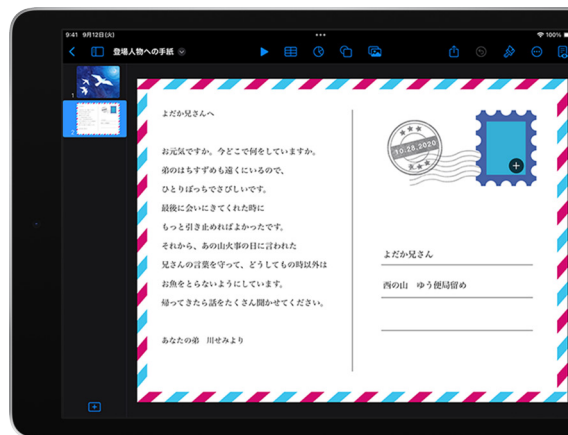 9:41 9月12日(火)
100%
登場人物への手紙
1
2
よだか兄さんへ
お元気ですか。今どこで何をしていますか。
弟のはちすずめも遠くにいるので、
ひとりぼっちでさびしいです。
最後に会いにきてくれた時に
もっと引き止めればよかったです。
それから、あの山火事の日に言われた
兄さんの言葉を守って、どうしてもの時以外は
お魚をとらないようにしています。
帰ってきたら話をたくさん聞かせてください。
あなたの弟 川せみより
10.28.2020
よだか兄さん
西の山 ゆう便局留め